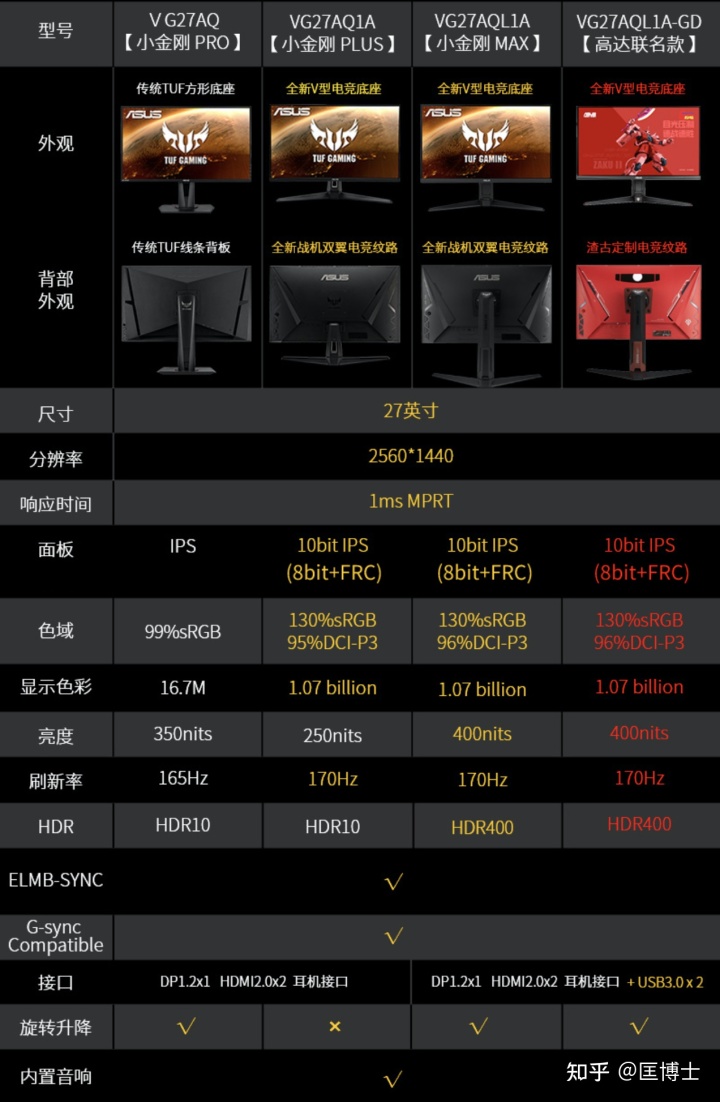 型号
VG27AQ
【 小金刚 PRO 】
VG27AQ1A
【 小金刚 PLUS 】
VG27AQL1A
【 小金刚 MAX 】
VG27AQL1A-GD
【 高达联名款 】
外观
传统TUF方形底座
全新V型电竞底座
全新V型电竞底座
全新V型电竞底座
ASUS
TUF GAMING
ASUS
TUF GAMING
ASUS
TUF GAMING
背部
外观
传统TUF线条背板
全新战机双翼电竞纹路
全新战机双翼电竞纹路
渣古定制电竞纹路
ASUS
ASUS
尺寸
27英寸
分辨率
2560*1440
响应时间
1ms MPRT
面板
IPS
10bit IPS
(8bit+FRC)
10bit IPS
(8bit+FRC)
10bit IPS
(8bit+FRC)
色域
99%sRGB
130%sRGB
95%DCI-P3
130%sRGB
96%DCI-P3
130%sRGB
96%DCI-P3
显示色彩
16.7M
1.07 billion
1.07 billion
1.07 billion
亮度
350nits
250nits
400nits
400nits
刷新率
165Hz
170Hz
170Hz
170Hz
HDR
HDR10
HDR10
HDR400
HDR400
ELMB-SYNC
√
G-sync
Compatible
√
接口
DP1.2x1 HDMI2.0x2 耳机接口
DP1.2x1 HDMI2.0x2 耳机接口 + USB3.0 x 2
旋转升降
√
×
√
√
内置音响
√
知乎 @匡博士